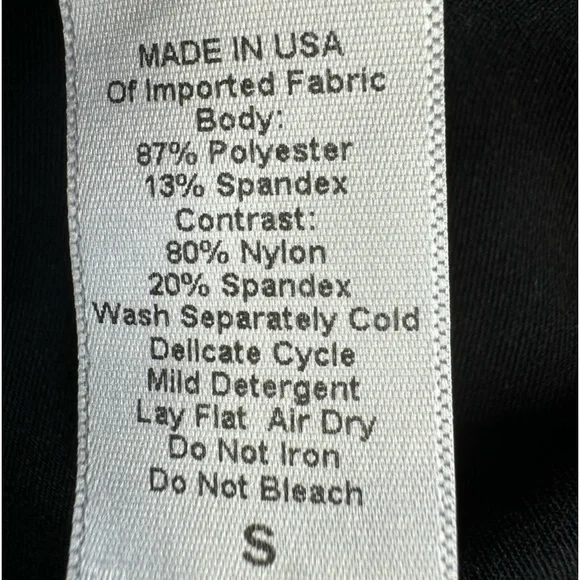 MADE IN USA
Of Imported Fabric
Body:
87% Polyester
13% Spandex
Contrast:
80% Nylon
20% Spandex
Wash Separately Cold
Delicate Cycle
Mild Detergent
Lay Flat Air Dry
Do Not Iron
Do Not Bleach
S